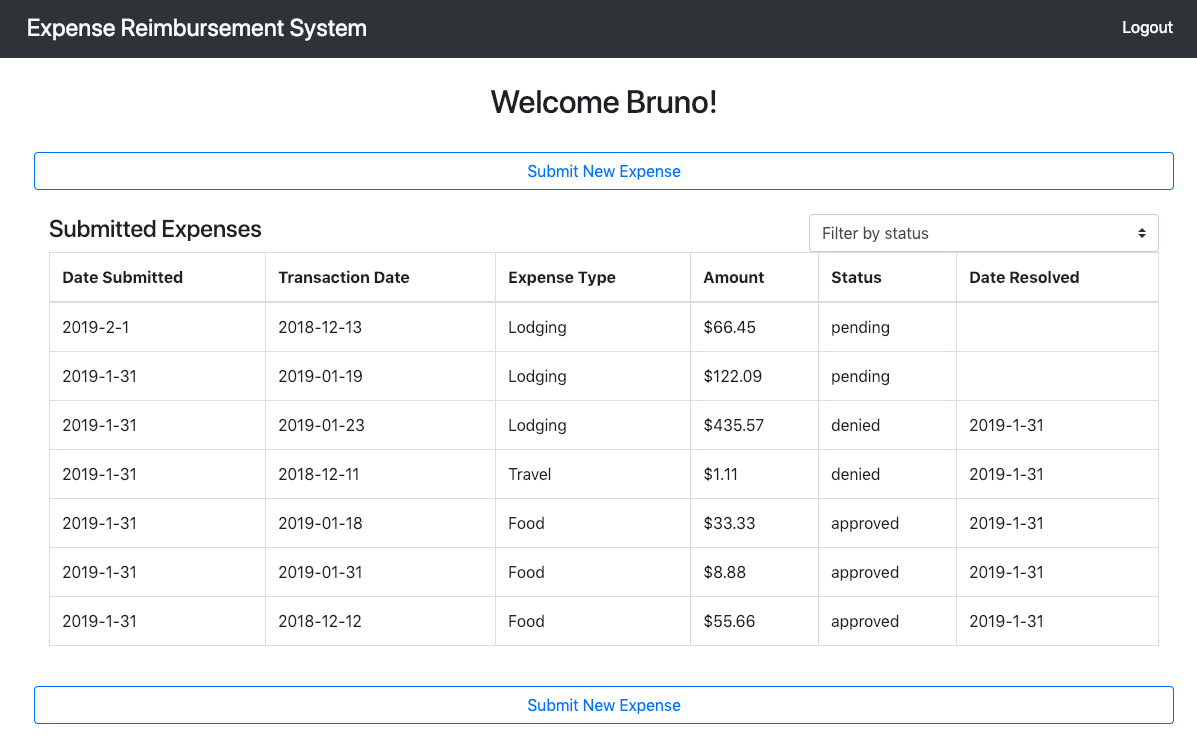 Expense Reimbursement System Logout
Welcome Bruno!
Submit New Expense
Submitted Expenses Filter by status
Date Submitted Transaction Date Expense Type Amount Status Date Resolved
2019-2-1 2018-12-13 Lodging $66.45 pending
2019-1-31 2019-01-19 Lodging $122.09 pending
2019-1-31 2019-01-23 Lodging $435.57 denied 2019-1-31
2019-1-31 2018-12-11 Travel $1.11 denied 2019-1-31
2019-1-31 2019-01-18 Food $33.33 approved 2019-1-31
2019-1-31 2019-01-31 Food $8.88 approved 2019-1-31
2019-1-31 2018-12-12 Food $55.66 approved 2019-1-31
Submit New Expense